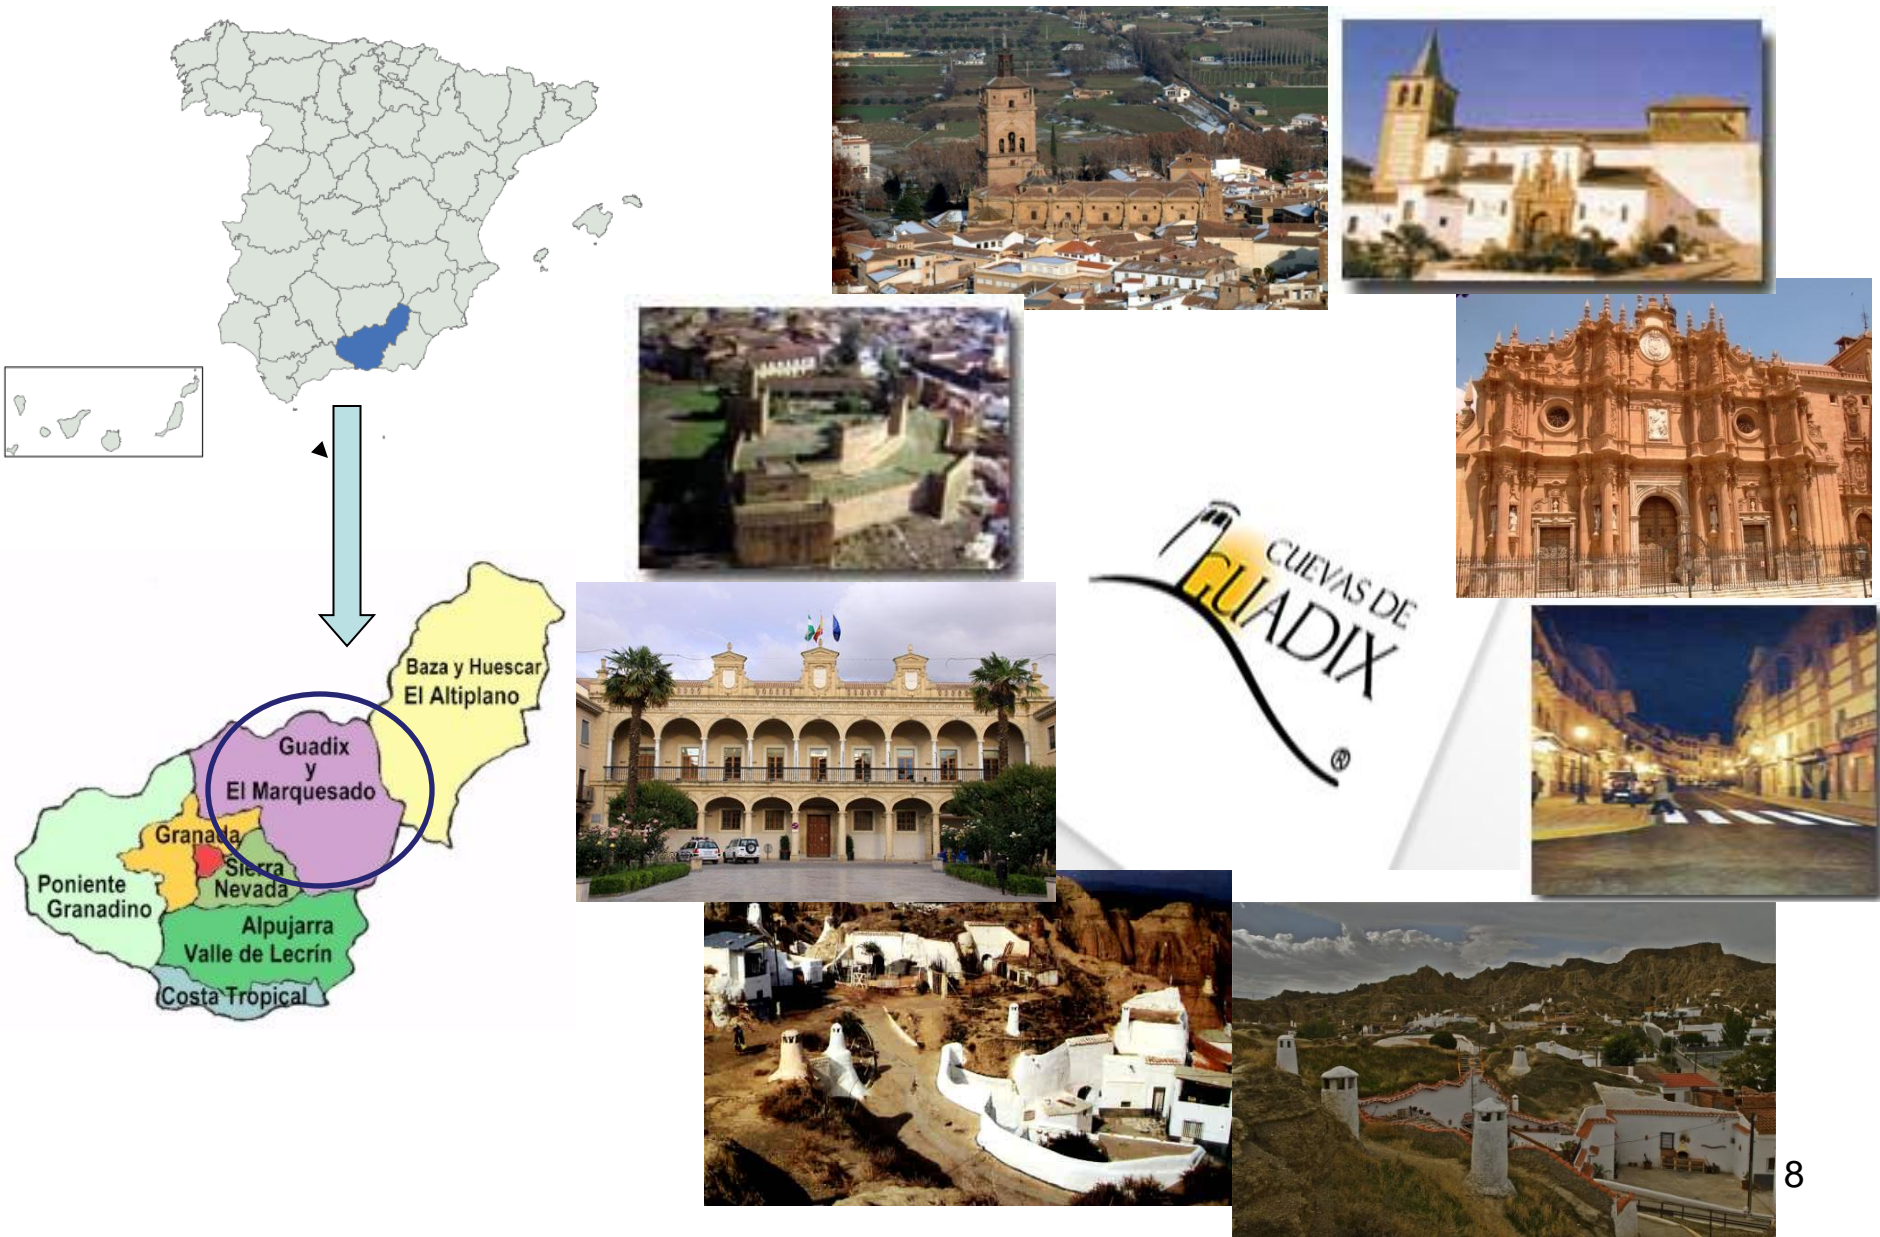 Baza y Huescar
El Altiplano
Guadix
y
El Marquesado
Granada
Sierra
Nevada
Poniente
Granadino
Alpujarra
Valle de Lecrín
Costa Tropical
CUEVAS DE
GUADIX
®
8